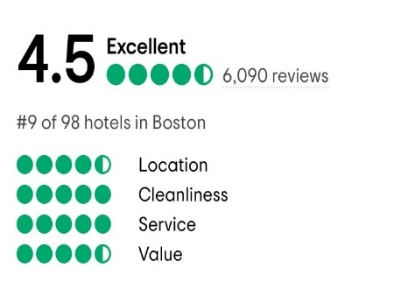 4.5 Excellent
6,090 reviews
#9 of 98 hotels in Boston
Location
Cleanliness
Service
Value